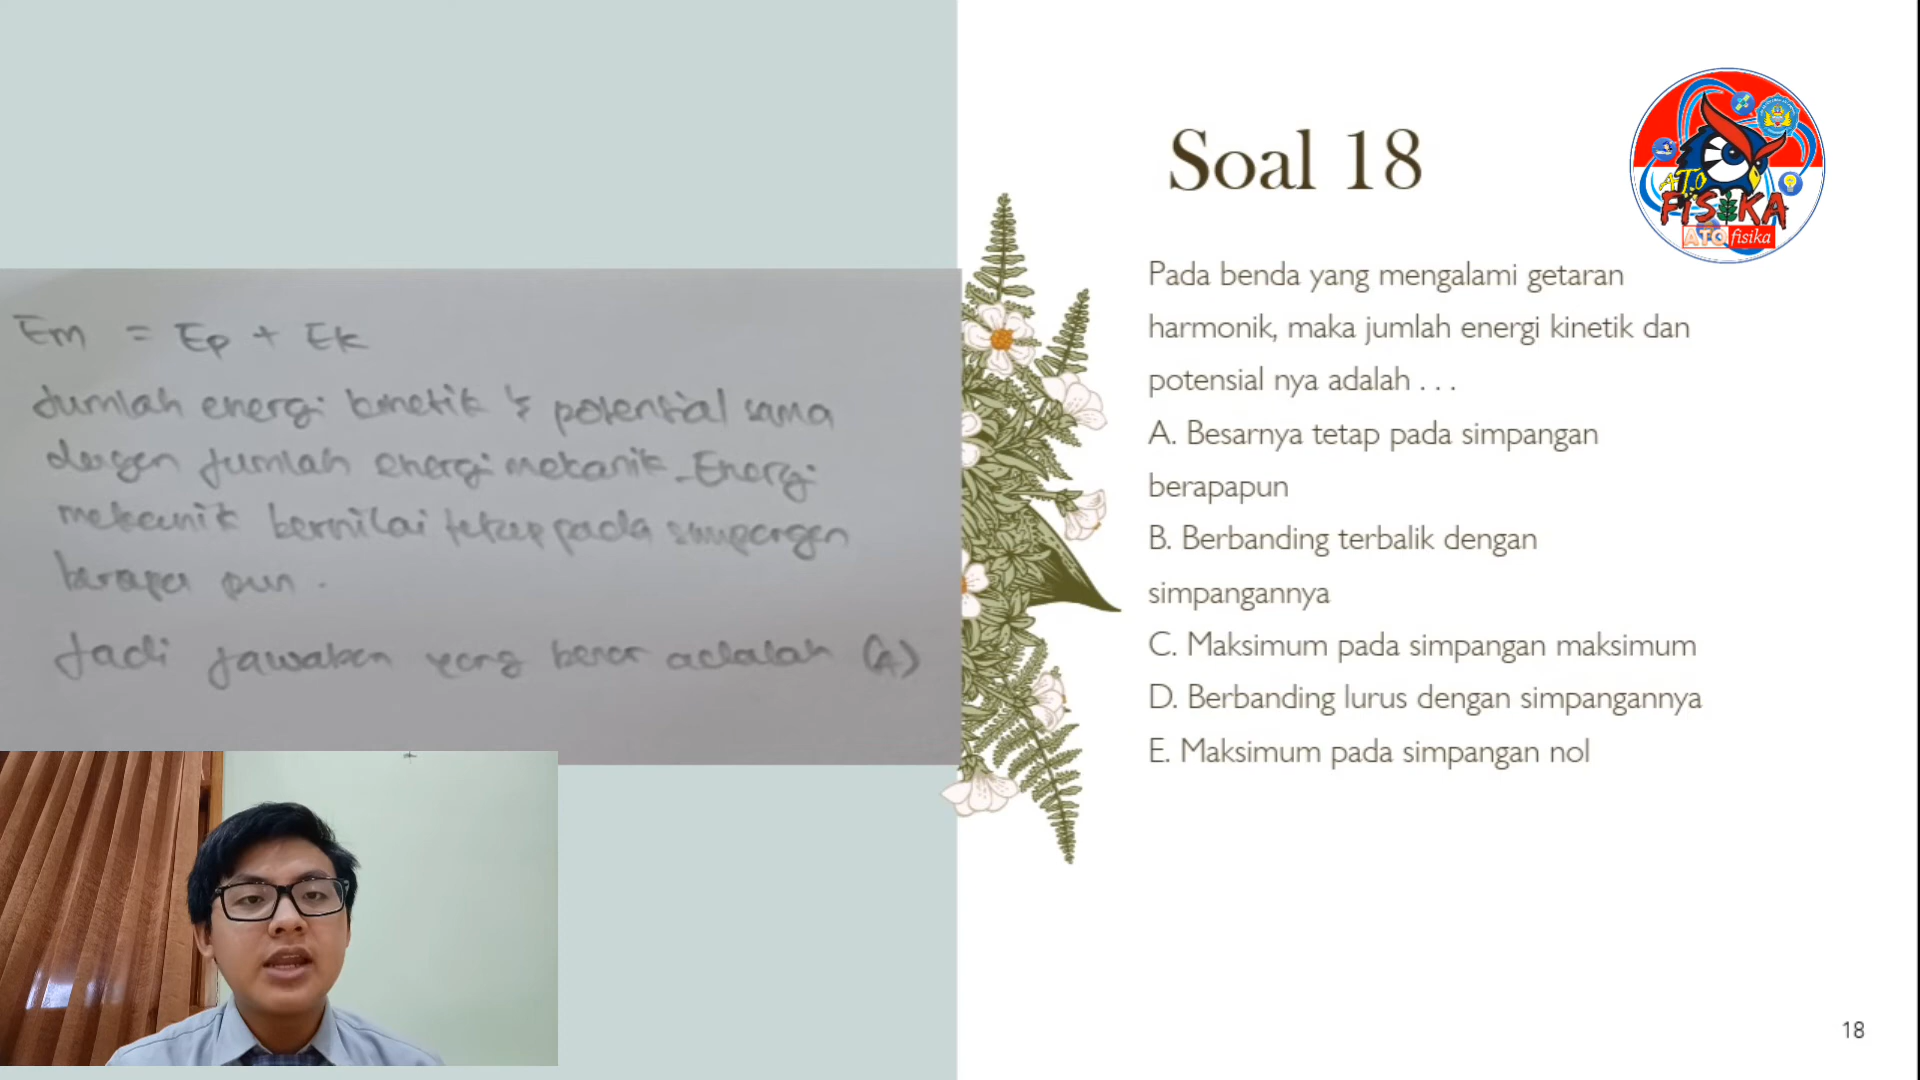 Em = Ep + Ek
Jumlah energi kinetik & potensial sama
dengan jumlah energi mekanik. Energi
mekanik bernilai tetap pada simpangan
berapa pun.
Jadi jawaban yang benar adalah (A)
Soal 18
ATO
FISIKA
ATO fisika
Pada benda yang mengalami getaran
harmonik, maka jumlah energi kinetik dan
potensial nya adalah . . .
A. Besarnya tetap pada simpangan
berapapun
B. Berbanding terbalik dengan
simpangannya
C. Maksimum pada simpangan maksimum
D. Berbanding lurus dengan simpangannya
E. Maksimum pada simpangan nol
18